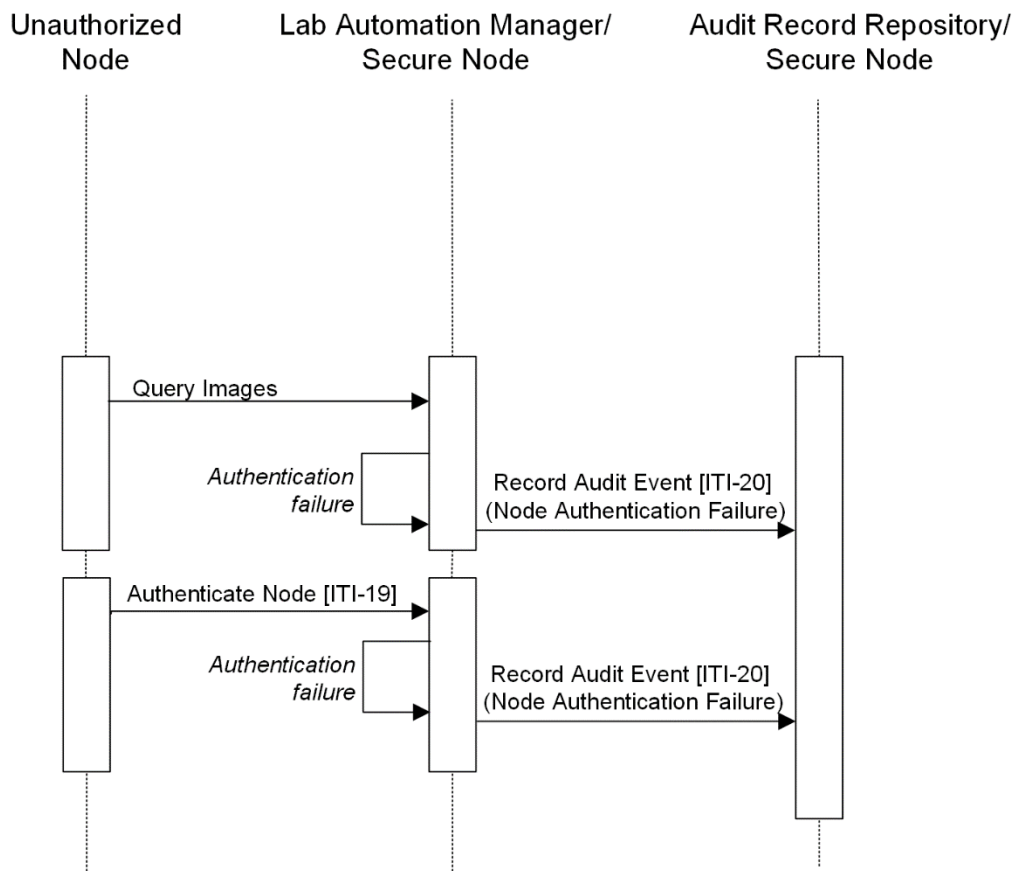 Unauthorized
Node
Lab Automation Manager/
Secure Node
Audit Record Repository/
Secure Node
Query Images
Authentication
failure
Record Audit Event [ITI-20]
(Node Authentication Failure)
Authenticate Node [ITI-19]
Authentication
failure
Record Audit Event [ITI-20]
(Node Authentication Failure)